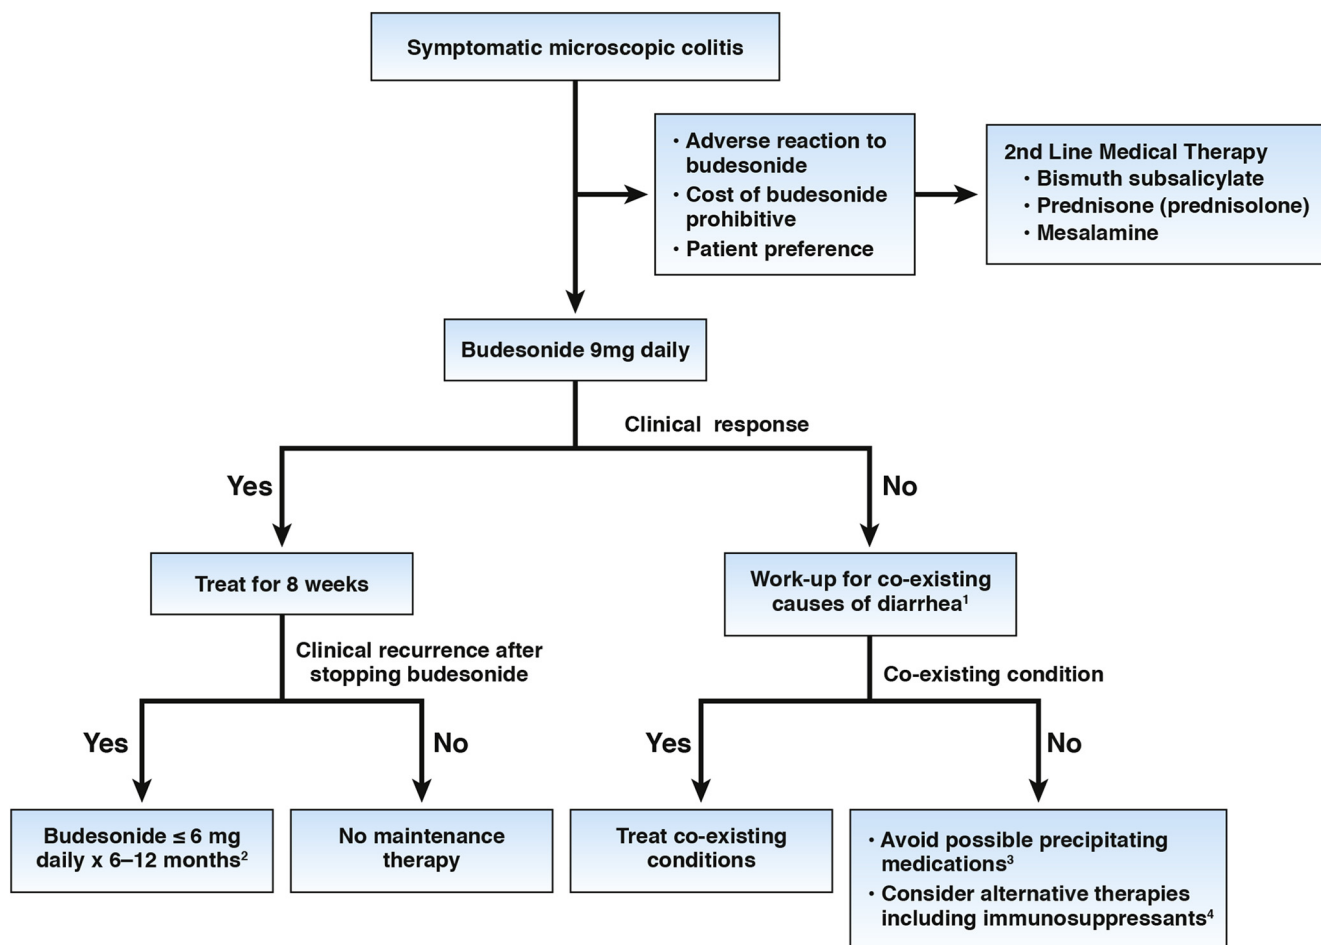 Symptomatic microscopic colitis
· Adverse reaction to
budesonide
· Cost of budesonide
prohibitive
· Patient preference
2nd Line Medical Therapy
· Bismuth subsalicylate
· Prednisone (prednisolone)
· Mesalamine
Budesonide 9mg daily
Clinical response
Yes
No
Treat for 8 weeks
Work-up for co-existing
causes of diarrhea¹
Clinical recurrence after
stopping budesonide
Co-existing condition
Yes
No
Yes
No
Budesonide ≤ 6 mg
daily x 6–12 months²
No maintenance
therapy
Treat co-existing
conditions
· Avoid possible precipitating
medications³
· Consider alternative therapies
including immunosuppressants⁴